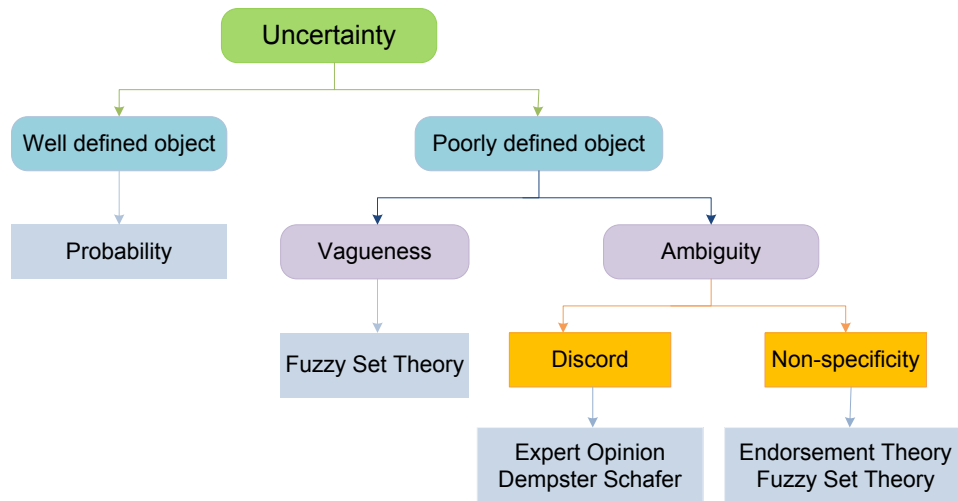 Uncertainty
Well defined object
Poorly defined object
Probability
Vagueness
Ambiguity
Fuzzy Set Theory
Discord
Non-specificity
Expert Opinion
Dempster Schafer
Endorsement Theory
Fuzzy Set Theory